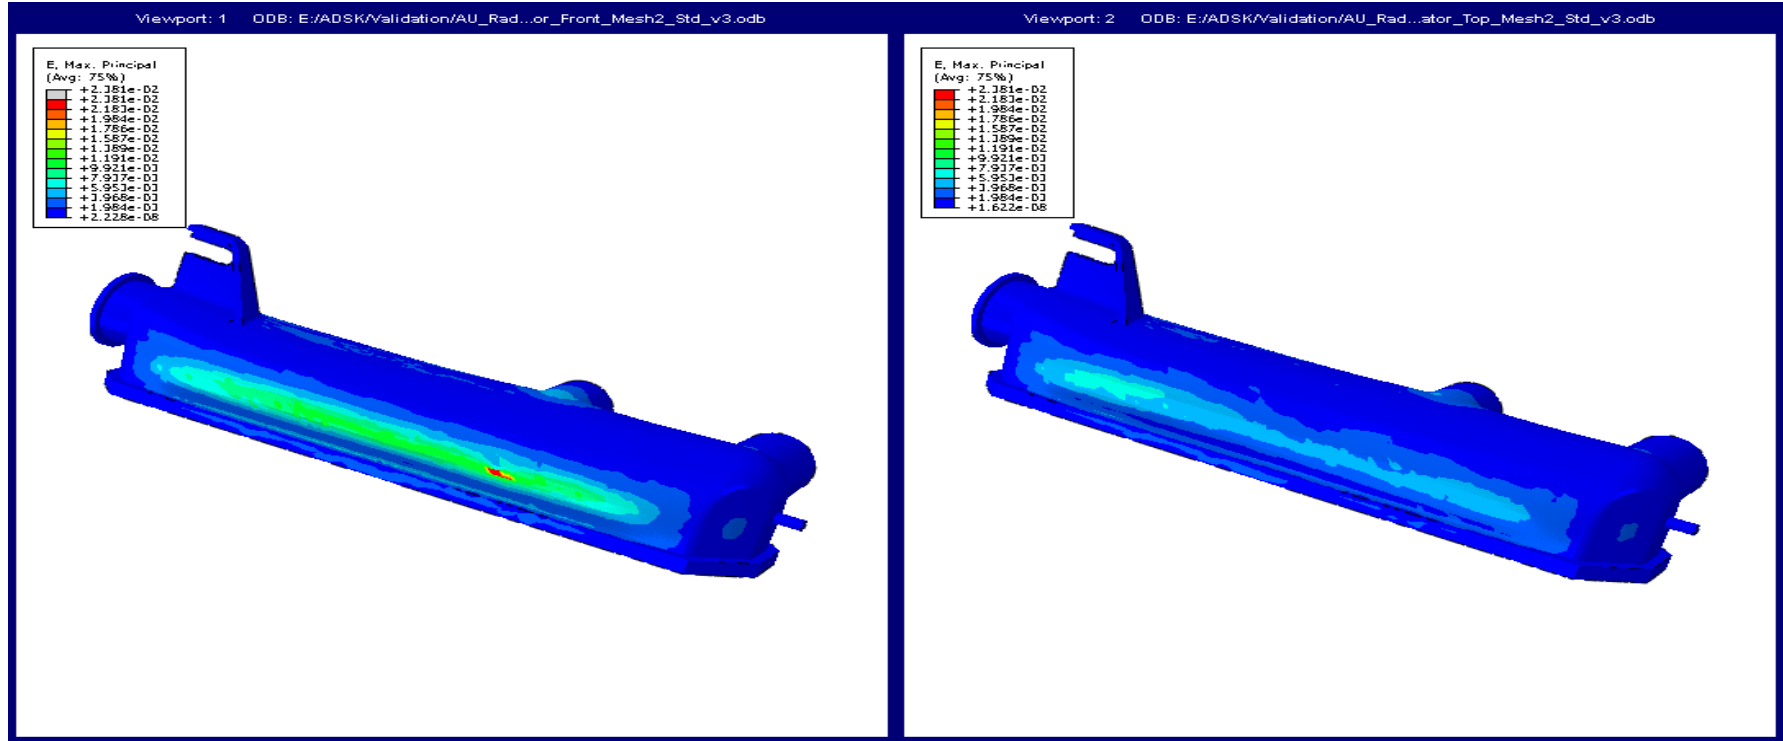 Viewport: 1 ODB: E:/ADSK/Validation/AU_Rad...or_Front_Mesh2_Std_v3.odb
E, Max. Principal
(Avg: 75%)
+2.381e-02
+2.381e-02
+2.183e-02
+1.984e-02
+1.786e-02
+1.587e-02
+1.389e-02
+1.191e-02
+9.921e-03
+7.937e-03
+5.953e-03
+3.968e-03
+1.984e-03
+2.228e-08
Viewport: 2 ODB: E:/ADSK/Validation/AU_Rad...ator_Top_Mesh2_Std_v3.odb
E, Max. Principal
(Avg: 75%)
+2.381e-02
+2.183e-02
+1.984e-02
+1.786e-02
+1.587e-02
+1.389e-02
+1.191e-02
+9.921e-03
+7.937e-03
+5.953e-03
+3.968e-03
+1.984e-03
+1.622e-08